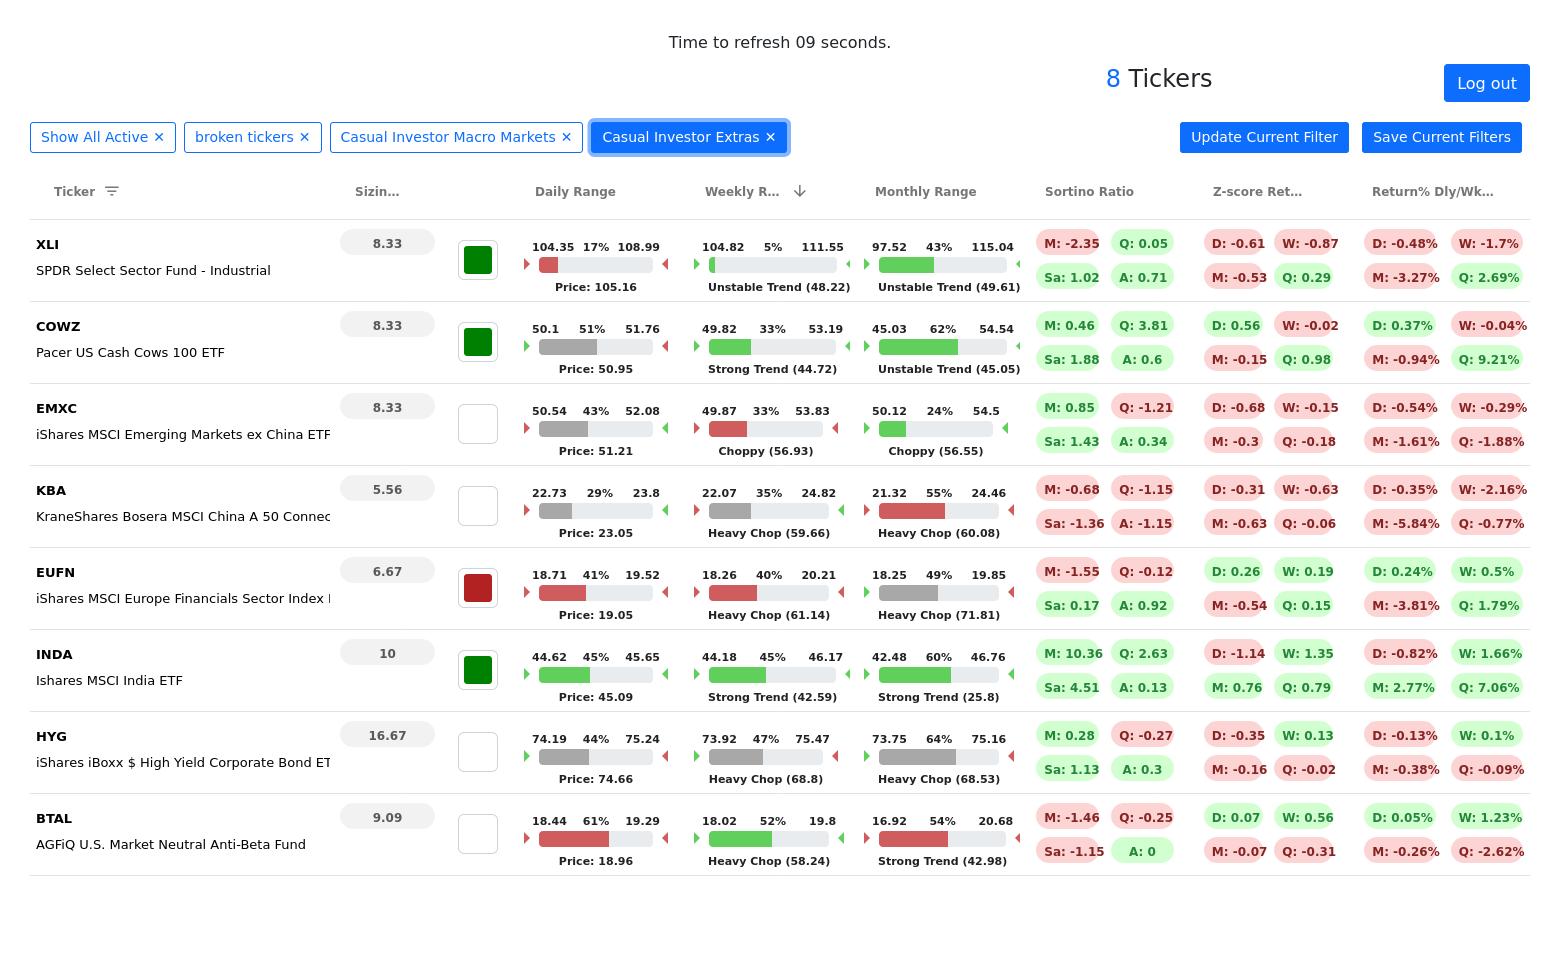 Time to refresh 09 seconds.
8 Tickers
Log out
Show All Active ✕ broken tickers ✕ Casual Investor Macro Markets ✕ Casual Investor Extras ✕ Update Current Filter Save Current Filters
Ticker Sizin… Daily Range Weekly R… Monthly Range Sortino Ratio Z-score Ret… Return% Dly/Wk…
XLI 8.33 104.35 17% 108.99 104.82 5% 111.55 97.52 43% 115.04 M: -2.35 Q: 0.05 D: -0.61 W: -0.87 D: -0.48% W: -1.7%
SPDR Select Sector Fund - Industrial Sa: 1.02 A: 0.71 M: -0.53 Q: 0.29 M: -3.27% Q: 2.69%
Price: 105.16 Unstable Trend (48.22) Unstable Trend (49.61)
COWZ 8.33 50.1 51% 51.76 49.82 33% 53.19 45.03 62% 54.54 M: 0.46 Q: 3.81 D: 0.56 W: -0.02 D: 0.37% W: -0.04%
Pacer US Cash Cows 100 ETF Sa: 1.88 A: 0.6 M: -0.15 Q: 0.98 M: -0.94% Q: 9.21%
Price: 50.95 Strong Trend (44.72) Unstable Trend (45.05)
EMXC 8.33 50.54 43% 52.08 49.87 33% 53.83 50.12 24% 54.5 M: 0.85 Q: -1.21 D: -0.68 W: -0.15 D: -0.54% W: -0.29%
iShares MSCI Emerging Markets ex China ETF Sa: 1.43 A: 0.34 M: -0.3 Q: -0.18 M: -1.61% Q: -1.88%
Price: 51.21 Choppy (56.93) Choppy (56.55)
KBA 5.56 22.73 29% 23.8 22.07 35% 24.82 21.32 55% 24.46 M: -0.68 Q: -1.15 D: -0.31 W: -0.63 D: -0.35% W: -2.16%
KraneShares Bosera MSCI China A 50 Connec Sa: -1.36 A: -1.15 M: -0.63 Q: -0.06 M: -5.84% Q: -0.77%
Price: 23.05 Heavy Chop (59.66) Heavy Chop (60.08)
EUFN 6.67 18.71 41% 19.52 18.26 40% 20.21 18.25 49% 19.85 M: -1.55 Q: -0.12 D: 0.26 W: 0.19 D: 0.24% W: 0.5%
iShares MSCI Europe Financials Sector Index Sa: 0.17 A: 0.92 M: -0.54 Q: 0.15 M: -3.81% Q: 1.79%
Price: 19.05 Heavy Chop (61.14) Heavy Chop (71.81)
INDA 10 44.62 45% 45.65 44.18 45% 46.17 42.48 60% 46.76 M: 10.36 Q: 2.63 D: -1.14 W: 1.35 D: -0.82% W: 1.66%
Ishares MSCI India ETF Sa: 4.51 A: 0.13 M: 0.76 Q: 0.79 M: 2.77% Q: 7.06%
Price: 45.09 Strong Trend (42.59) Strong Trend (25.8)
HYG 16.67 74.19 44% 75.24 73.92 47% 75.47 73.75 64% 75.16 M: 0.28 Q: -0.27 D: -0.35 W: 0.13 D: -0.13% W: 0.1%
iShares iBoxx $ High Yield Corporate Bond ET Sa: 1.13 A: 0.3 M: -0.16 Q: -0.02 M: -0.38% Q: -0.09%
Price: 74.66 Heavy Chop (68.8) Heavy Chop (68.53)
BTAL 9.09 18.44 61% 19.29 18.02 52% 19.8 16.92 54% 20.68 M: -1.46 Q: -0.25 D: 0.07 W: 0.56 D: 0.05% W: 1.23%
AGFiQ U.S. Market Neutral Anti-Beta Fund Sa: -1.15 A: 0 M: -0.07 Q: -0.31 M: -0.26% Q: -2.62%
Price: 18.96 Heavy Chop (58.24) Strong Trend (42.98)